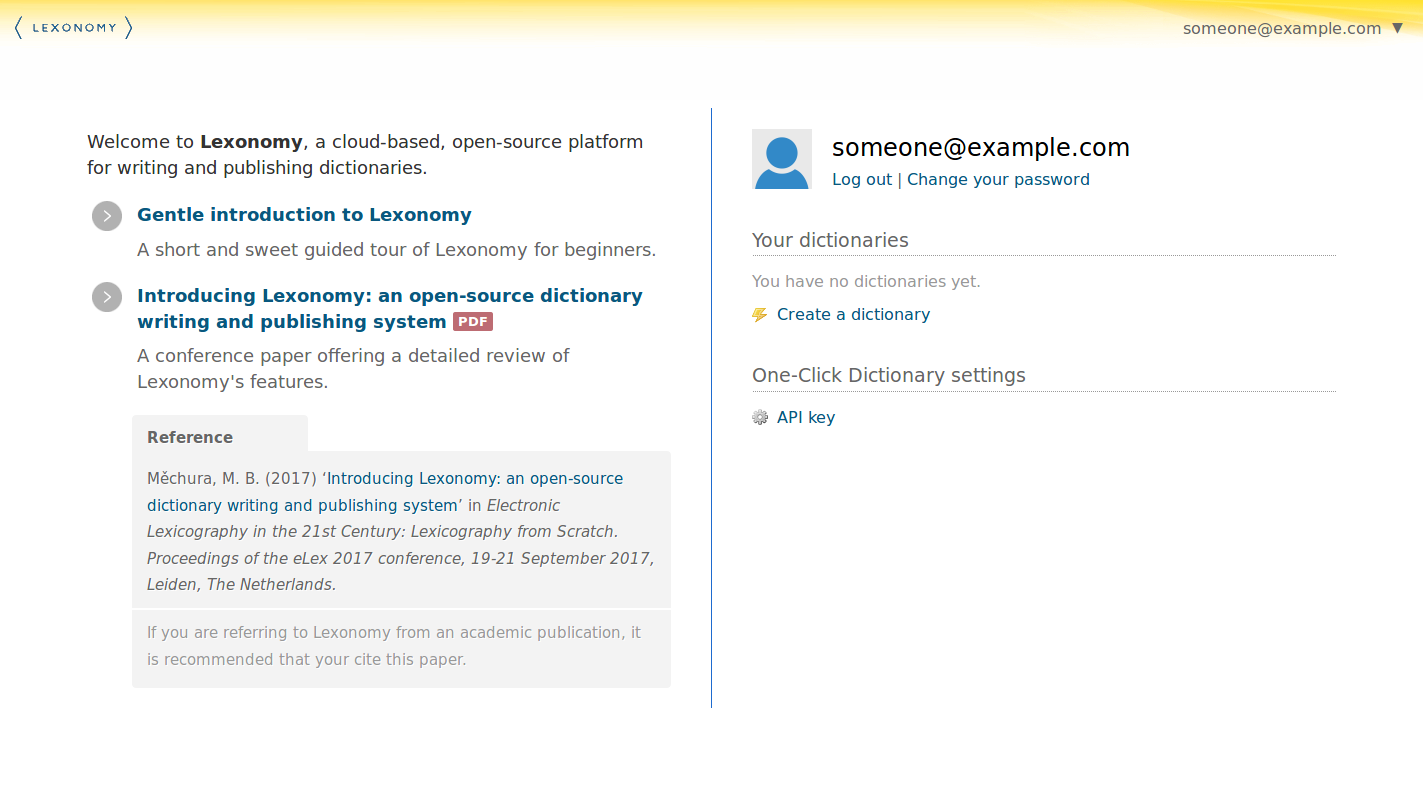 LEXONOMY
someone@example.com ▼
Welcome to Lexonomy, a cloud-based, open-source platform
for writing and publishing dictionaries.
Gentle introduction to Lexonomy
A short and sweet guided tour of Lexonomy for beginners.
Introducing Lexonomy: an open-source dictionary
writing and publishing system PDF
A conference paper offering a detailed review of
Lexonomy's features.
Reference
Měchura, M. B. (2017) ‘Introducing Lexonomy: an open-source
dictionary writing and publishing system’ in Electronic
Lexicography in the 21st Century: Lexicography from Scratch.
Proceedings of the eLex 2017 conference, 19-21 September 2017,
Leiden, The Netherlands.
If you are referring to Lexonomy from an academic publication, it
is recommended that your cite this paper.
someone@example.com
Log out | Change your password
Your dictionaries
You have no dictionaries yet.
Create a dictionary
One-Click Dictionary settings
API key